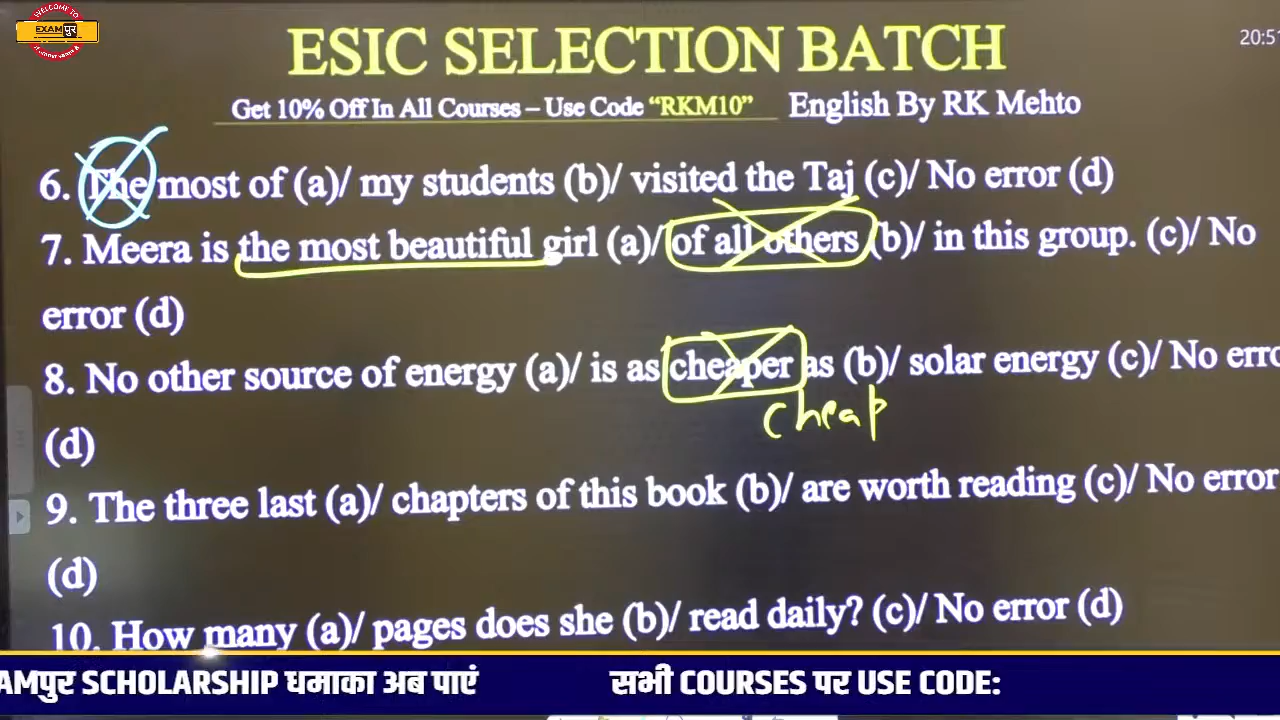 WELCOME TO
EXAMपुर
ESIC SELECTION BATCH
20:51
Get 10% Off In All Courses – Use Code “RKM10” English By RK Mehto
6. The most of (a)/ my students (b)/ visited the Taj (c)/ No error (d)
7. Meera is the most beautiful girl (a)/ of all others (b)/ in this group. (c)/ No
error (d)
8. No other source of energy (a)/ is as cheaper as (b)/ solar energy (c)/ No erro
cheap
(d)
9. The three last (a)/ chapters of this book (b)/ are worth reading (c)/ No error
(d)
10. How many (a)/ pages does she (b)/ read daily? (c)/ No error (d)
AMपुर SCHOLARSHIP धमाका अब पाएं सभी COURSES पर USE CODE: